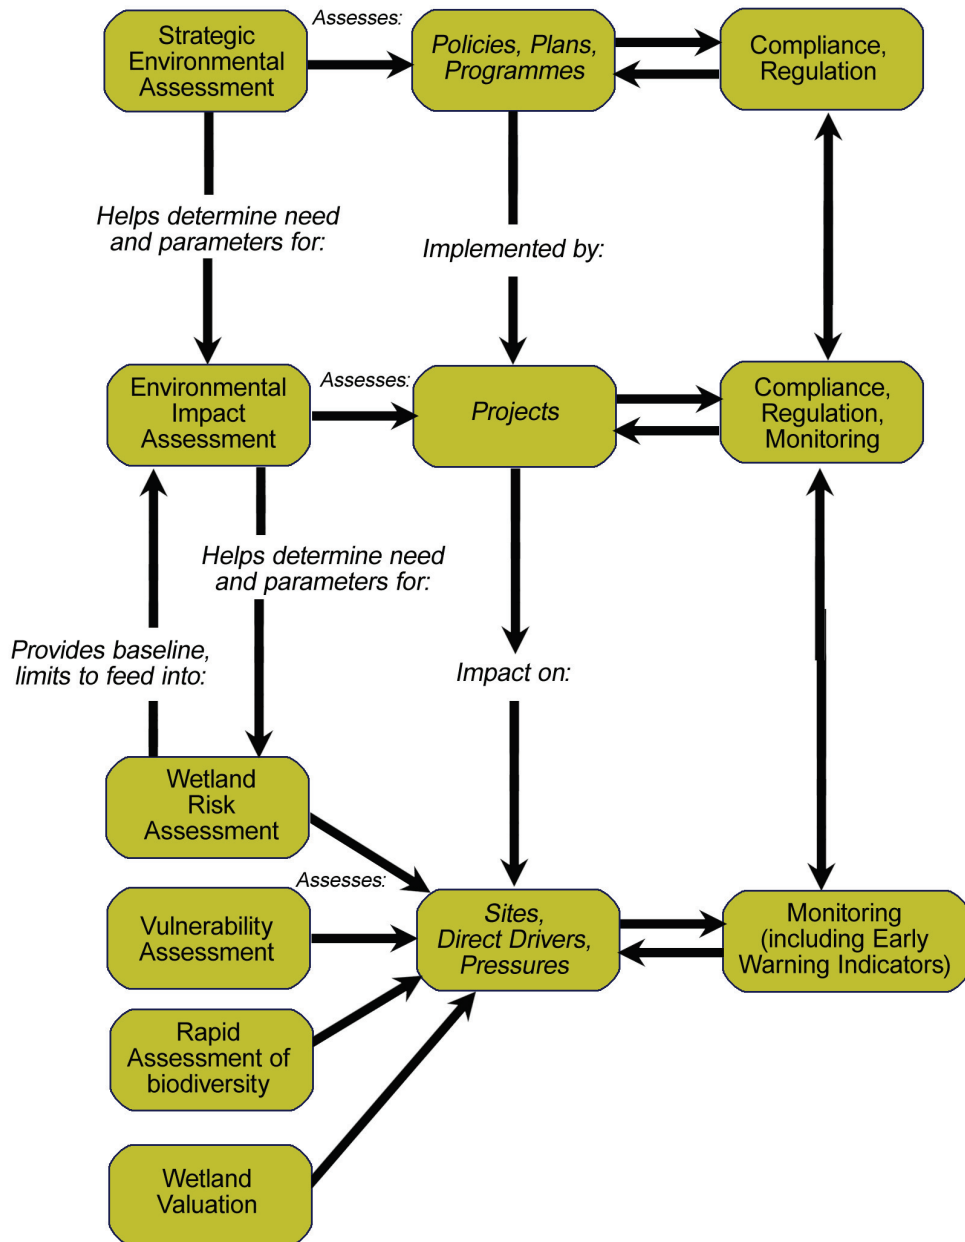 Strategic
Environmental
Assessment
Assesses:
Policies, Plans,
Programmes
Compliance,
Regulation
Helps determine need
and parameters for:
Implemented by:
Environmental
Impact
Assessment
Assesses:
Projects
Compliance,
Regulation,
Monitoring
Helps determine need
and parameters for:
Provides baseline,
limits to feed into:
Impact on:
Wetland
Risk
Assessment
Assesses:
Vulnerability
Assessment
Sites,
Direct Drivers,
Pressures
Monitoring
(including Early
Warning Indicators)
Rapid
Assessment of
biodiversity
Wetland
Valuation